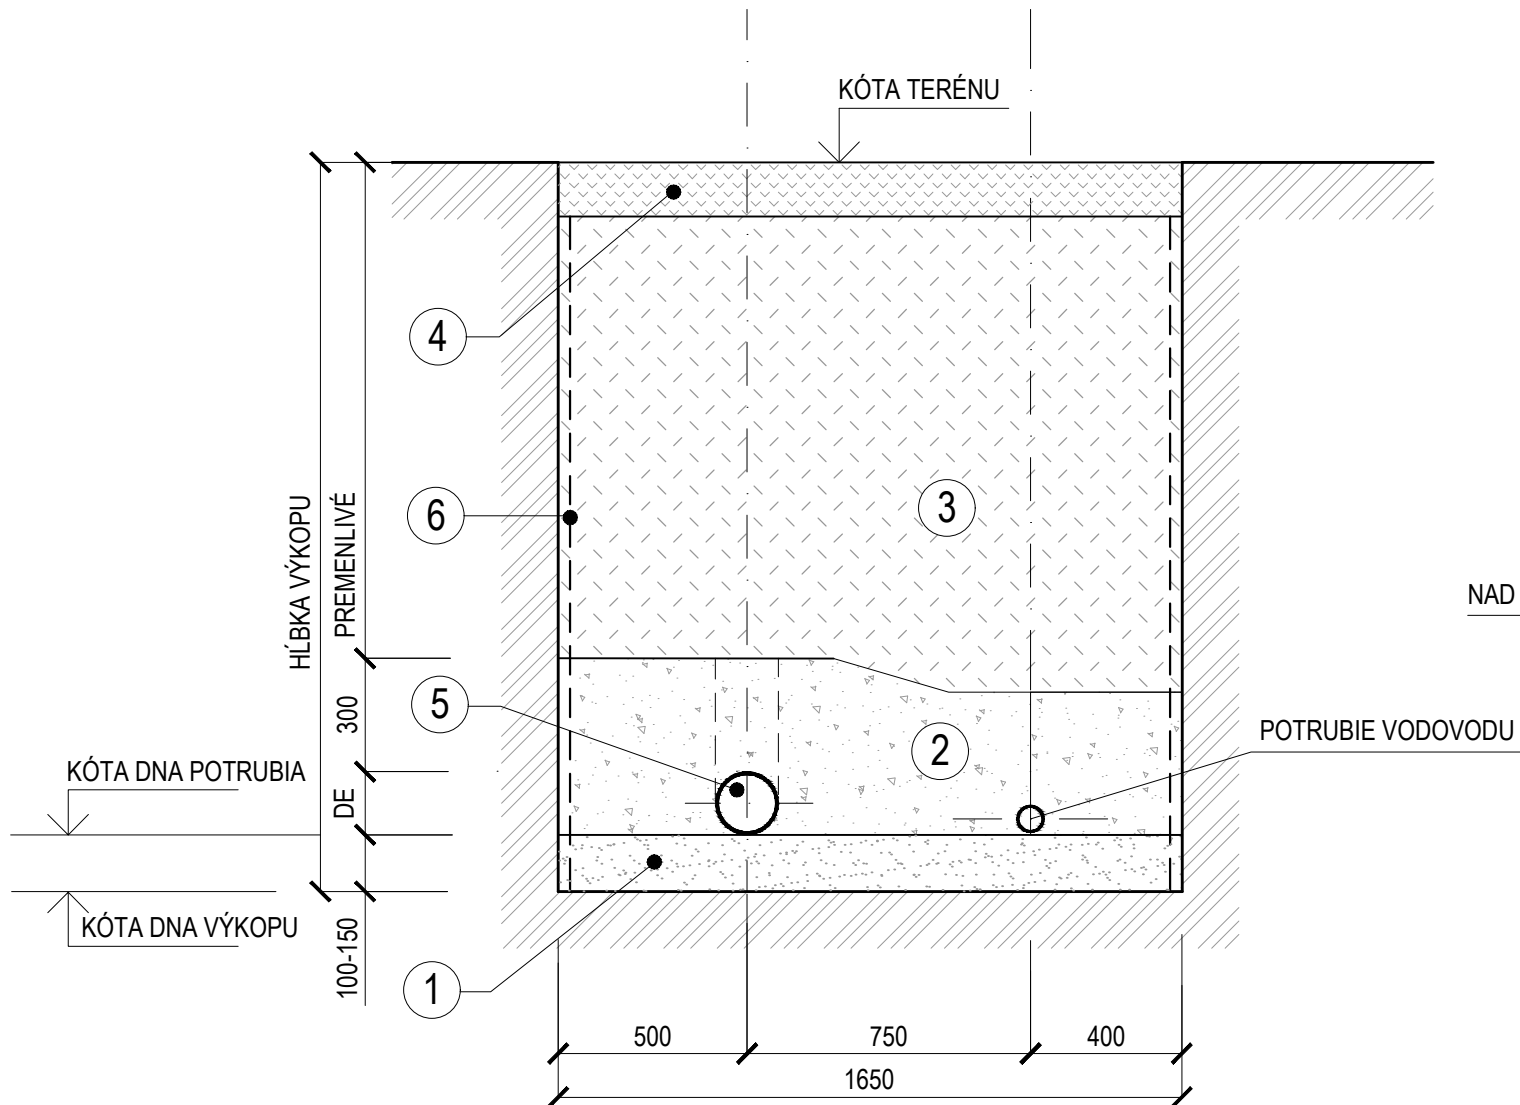 KÓTA TERÉNU
4
6
3
HĹBKA VÝKOPU
PREMENLIVÉ
NAD
5
300
2
POTRUBIE VODOVODU
KÓTA DNA POTRUBIA
DE
KÓTA DNA VÝKOPU
100-150
1
500
750
400
1650